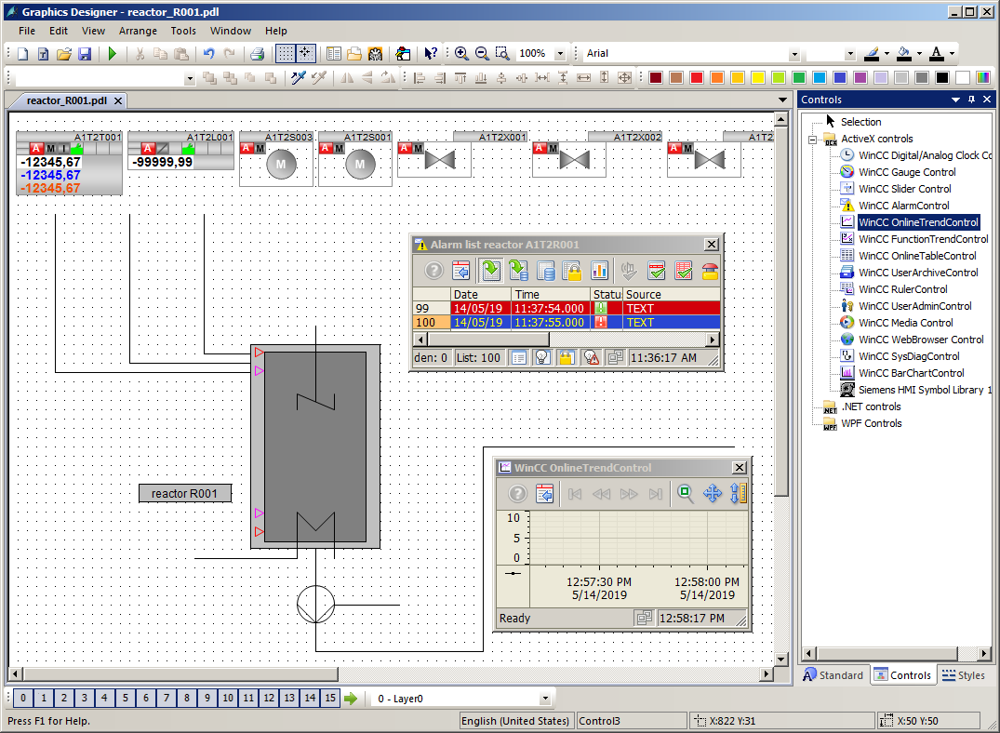 Graphics Designer - reactor_R001.pdl
File Edit View Arrange Tools Window Help
100% Arial
A
reactor_R001.pdl
Controls
A1T2T001
A M I
-12345,67
-12345,67
-12345,67
A1T2L001
A
-99999,99
A1T2S003
A M
M
A1T2S001
A M
M
A1T2X001
A M
A1T2X002
A M
A1T2
A M
Alarm list reactor A1T2R001
Date Time Statu Source
99 14/05/19 11:37:54.000 TEXT
100 14/05/19 11:37:55.000 TEXT
den: 0 List: 100 11:36:17 AM
reactor R001
WinCC OnlineTrendControl
10
5
0
12:57:30 PM 12:58:00 PM
5/14/2019 5/14/2019
Ready 12:58:17 PM
Selection
ActiveX controls
WinCC Digital/Analog Clock Co
WinCC Gauge Control
WinCC Slider Control
WinCC AlarmControl
WinCC OnlineTrendControl
WinCC FunctionTrendControl
WinCC OnlineTableControl
WinCC UserArchiveControl
WinCC RulerControl
WinCC UserAdminControl
WinCC Media Control
WinCC WebBrowser Control
WinCC SysDiagControl
WinCC BarChartControl
Siemens HMI Symbol Library 1
.NET controls
WPF Controls
Standard Controls Styles
0 1 2 3 4 5 6 7 8 9 10 11 12 13 14 15 0 - Layer0
Press F1 for Help. English (United States) Control3 X:822 Y:31 X:50 Y:50